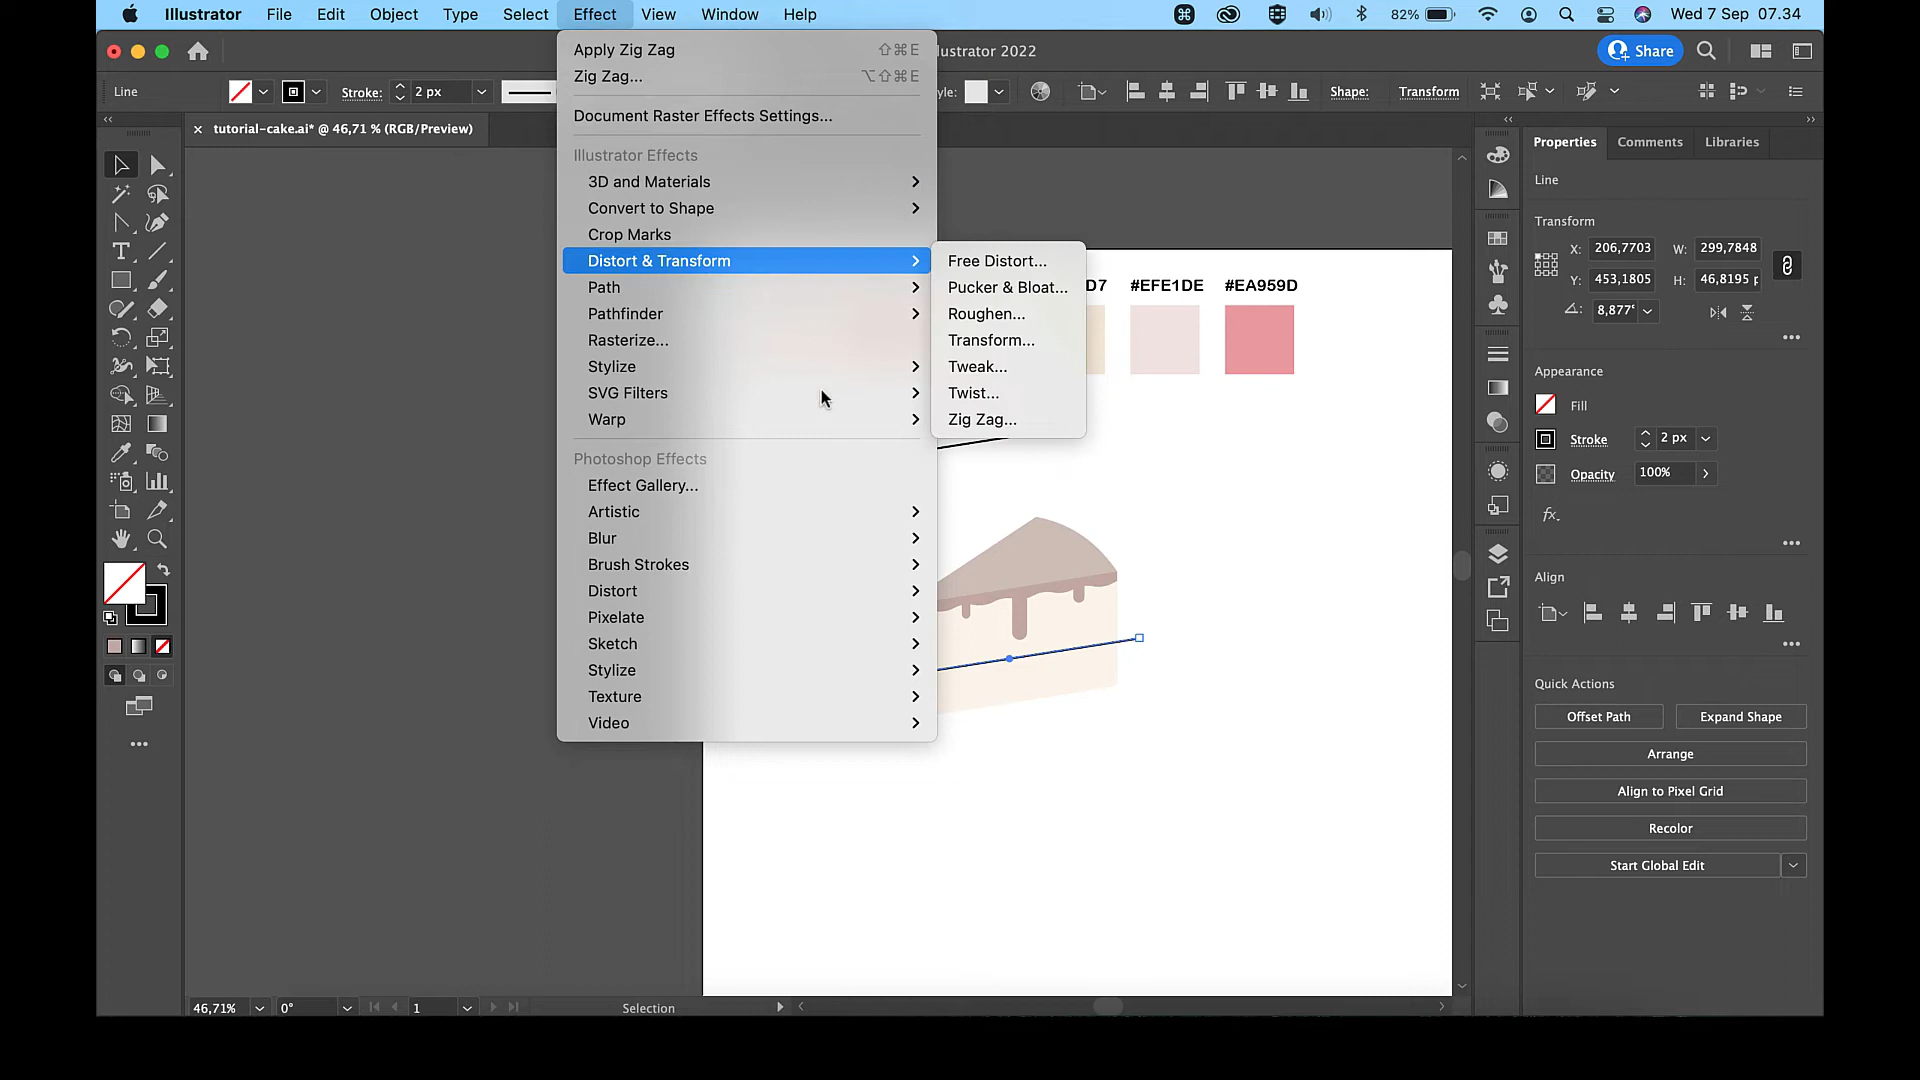 Illustrator File Edit Object Type Select Effect View Window Help 82% Wed 7 Sep 07.34
lustrator 2022 Share
Line Stroke: 2 px yle: Shape: Transform
tutorial-cake.ai* @ 46,71 % (RGB/Preview)
Apply Zig Zag ⇧⌘E
Zig Zag... ⌥⇧⌘E
Document Raster Effects Settings...
Illustrator Effects
3D and Materials
Convert to Shape
Crop Marks
Distort & Transform
Path
Pathfinder
Rasterize...
Stylize
SVG Filters
Warp
Photoshop Effects
Effect Gallery...
Artistic
Blur
Brush Strokes
Distort
Pixelate
Sketch
Stylize
Texture
Video
Free Distort...
Pucker & Bloat...
Roughen...
Transform...
Tweak...
Twist...
Zig Zag...
D7 #EFE1DE #EA959D
Properties Comments Libraries
Line
Transform
X: 206,7703 W: 299,7848
Y: 453,1805 H: 46,8195 p
8,877°
Appearance
Fill
Stroke 2 px
Opacity 100%
fx.
Align
Quick Actions
Offset Path Expand Shape
Arrange
Align to Pixel Grid
Recolor
Start Global Edit
46,71% 0° 1 Selection